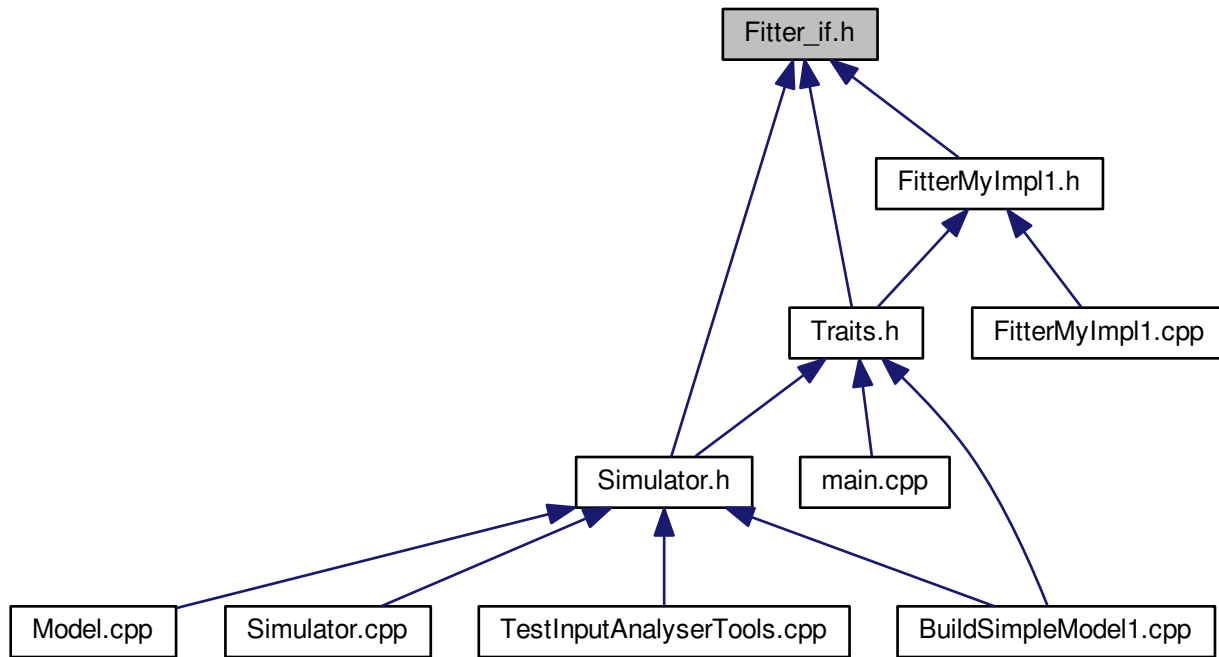 Fitter_if.h
FitterMyImpl1.h
Traits.h
FitterMyImpl1.cpp
Simulator.h
main.cpp
Model.cpp
Simulator.cpp
TestInputAnalyserTools.cpp
BuildSimpleModel1.cpp